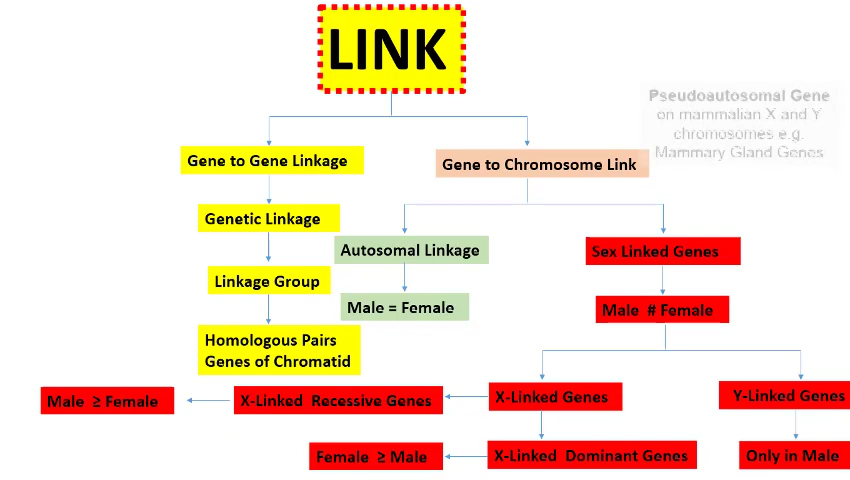 LINK
Pseudoautosomal Gene
on mammalian X and Y
chromosomes e.g.
Mammary Gland Genes
Gene to Gene Linkage
Gene to Chromosome Link
Genetic Linkage
Autosomal Linkage
Sex Linked Genes
Linkage Group
Male = Female
Male # Female
Homologous Pairs
Genes of Chromatid
Male ≥ Female
X-Linked Recessive Genes
X-Linked Genes
Y-Linked Genes
Female ≥ Male
X-Linked Dominant Genes
Only in Male